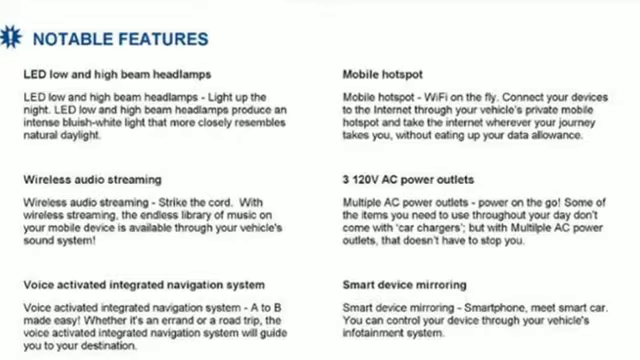 NOTABLE FEATURES
LED low and high beam headlamps
LED low and high beam headlamps - Light up the
night. LED low and high beam headlamps produce an
intense bluish-white light that more closely resembles
natural daylight.
Mobile hotspot
Mobile hotspot - WiFi on the fly. Connect your devices
to the Internet through your vehicle's private mobile
hotspot and take the internet wherever your journey
takes you, without eating up your data allowance.
Wireless audio streaming
Wireless audio streaming - Strike the cord. With
wireless streaming, the endless library of music on
your mobile device is available through your vehicle's
sound system!
3 120V AC power outlets
Multiple AC power outlets - power on the go! Some of
the items you need to use throughout your day don't
come with 'car chargers'; but with Multilple AC power
outlets, that doesn't have to stop you.
Voice activated integrated navigation system
Voice activated integrated navigation system - A to B
made easy! Whether it's an errand or a road trip, the
voice activated integrated navigation system will guide
you to your destination.
Smart device mirroring
Smart device mirroring - Smartphone, meet smart car.
You can control your device through your vehicle's
infotainment system.